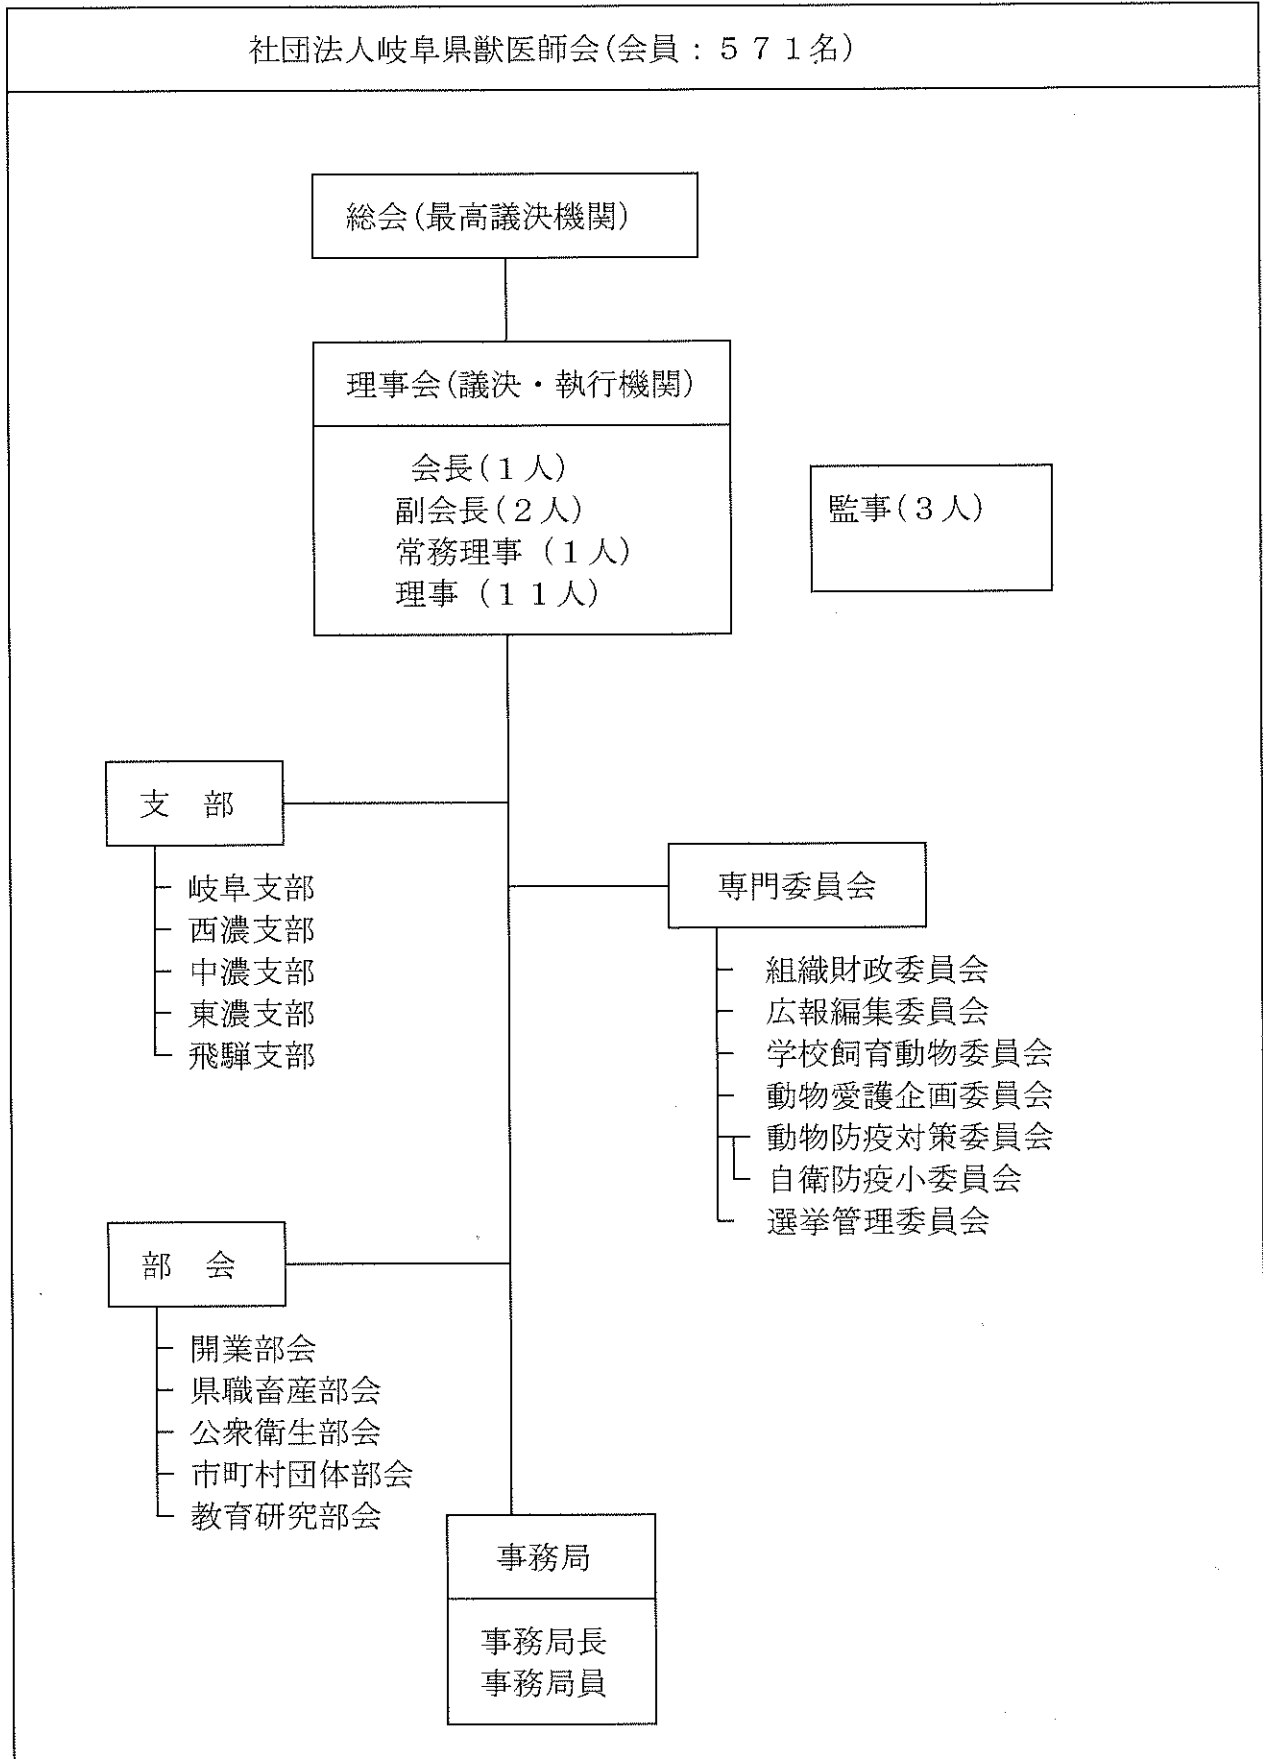 社団法人岐阜県獣医師会(会員：５７１名)
総会(最高議決機関)
理事会(議決・執行機関)
会長(１人)
副会長(２人)
常務理事（１人)
理事（１１人)
監事(３人)
支　部
岐阜支部
西濃支部
中濃支部
東濃支部
飛騨支部
専門委員会
組織財政委員会
広報編集委員会
学校飼育動物委員会
動物愛護企画委員会
動物防疫対策委員会
自衛防疫小委員会
選挙管理委員会
部　会
開業部会
県職畜産部会
公衆衛生部会
市町村団体部会
教育研究部会
事務局
事務局長
事務局員